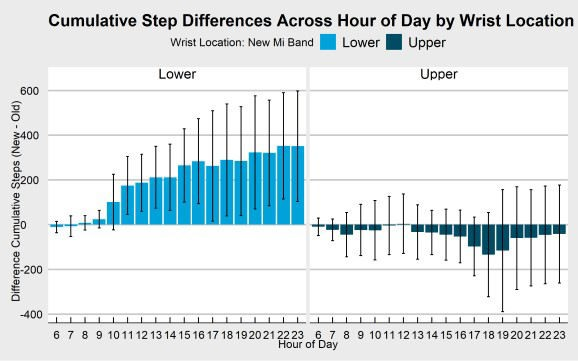 Cumulative Step Differences Across Hour of Day by Wrist Location
Wrist Location: New Mi Band Lower Upper
Lower Upper
Difference Cumulative Steps (New - Old)
600
400
200
0
-200
-400
6 7 8 9 10 11 12 13 14 15 16 17 18 19 20 21 22 23 6 7 8 9 10 11 12 13 14 15 16 17 18 19 20 21 22 23
Hour of Day